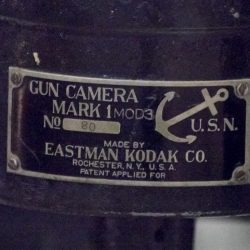 GUN CAMERA
MARK 1 MOD 3
No 80 U.S.N.
MADE BY
EASTMAN KODAK CO.
ROCHESTER, N.Y., U.S.A.
PATENT APPLIED FOR